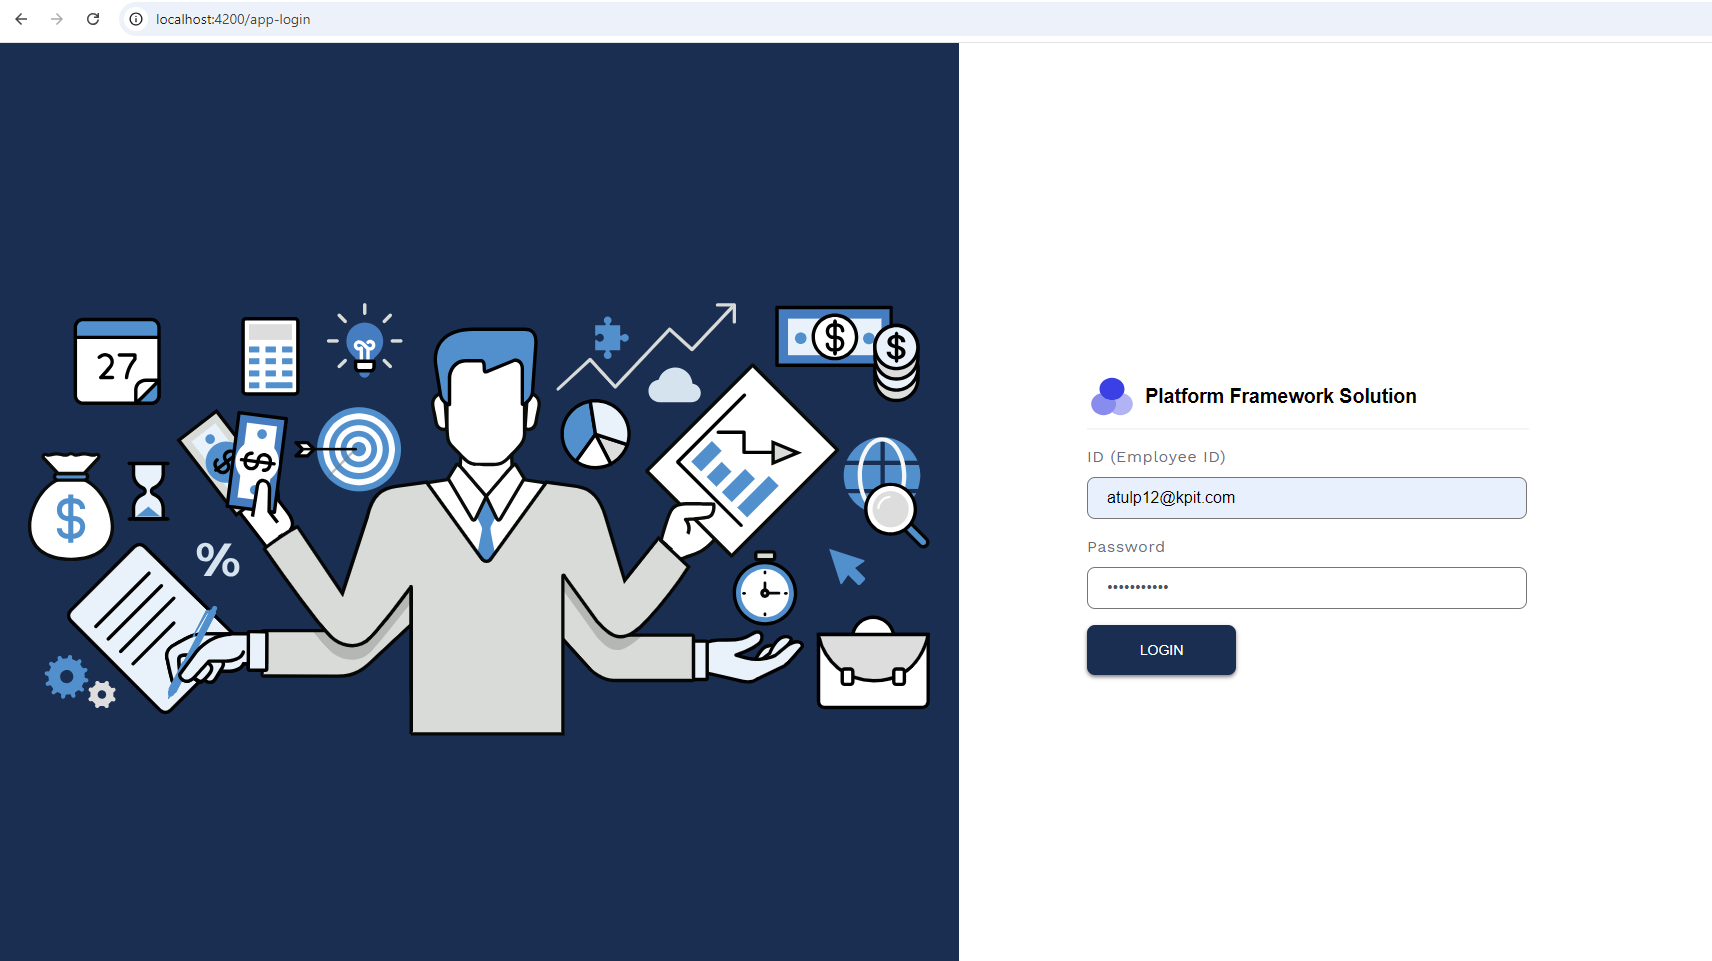 localhost:4200/app-login
27
$
$
$
$
$
%
Platform Framework Solution
ID (Employee ID)
atulp12@kpit.com
Password
•••••••••••
LOGIN